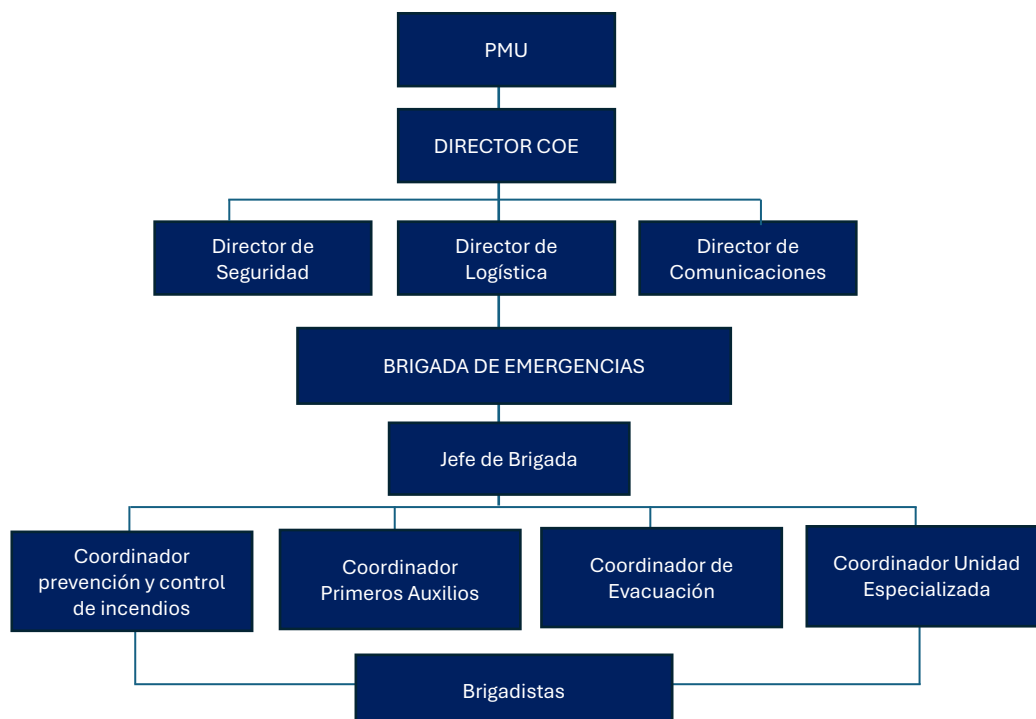 PMU
DIRECTOR COE
Director de
Seguridad
Director de
Logística
Director de
Comunicaciones
BRIGADA DE EMERGENCIAS
Jefe de Brigada
Coordinador
prevención y control
de incendios
Coordinador
Primeros Auxilios
Coordinador de
Evacuación
Coordinador Unidad
Especializada
Brigadistas